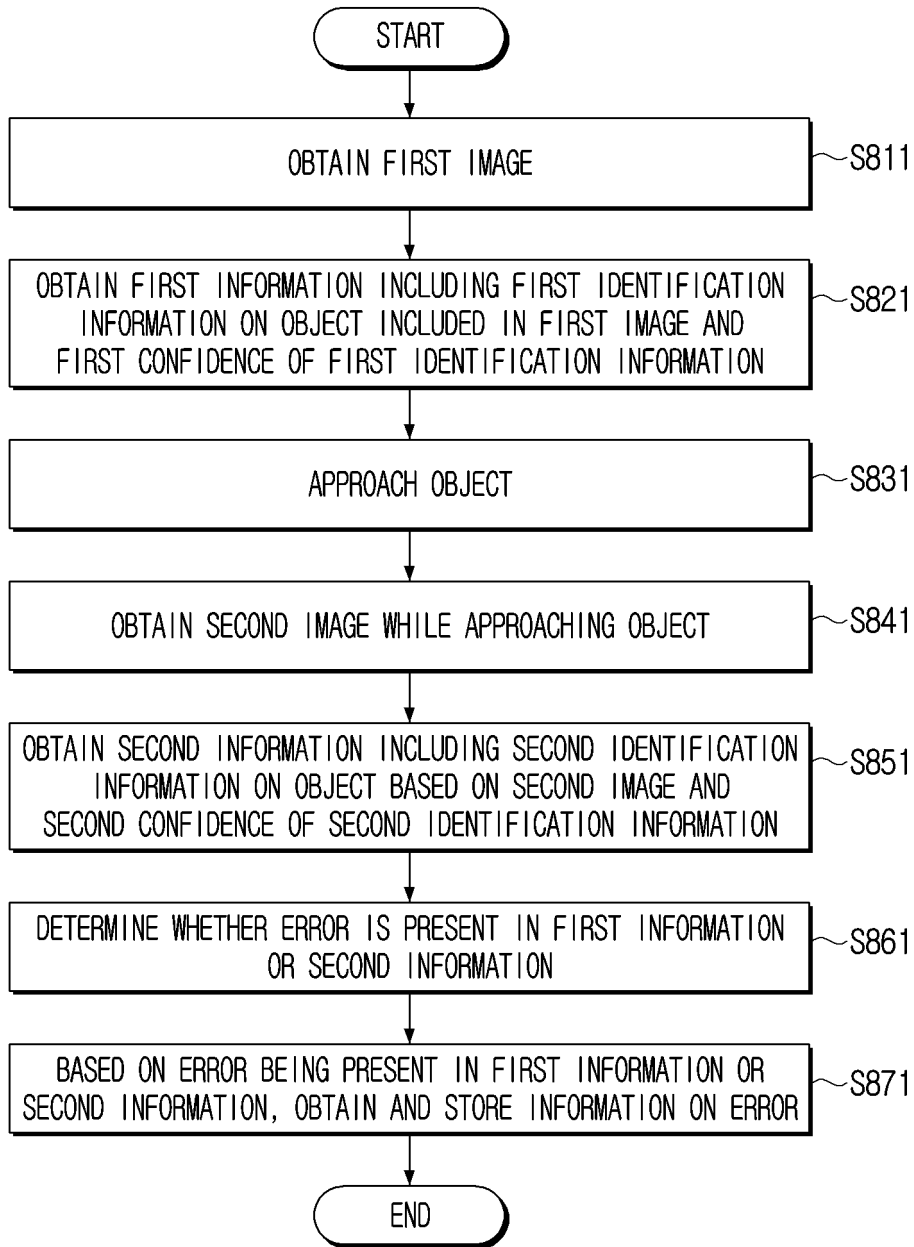 START
OBTAIN FIRST IMAGE
S811
OBTAIN FIRST INFORMATION INCLUDING FIRST IDENTIFICATION
INFORMATION ON OBJECT INCLUDED IN FIRST IMAGE AND
FIRST CONFIDENCE OF FIRST IDENTIFICATION INFORMATION
S821
APPROACH OBJECT
S831
OBTAIN SECOND IMAGE WHILE APPROACHING OBJECT
S841
OBTAIN SECOND INFORMATION INCLUDING SECOND IDENTIFICATION
INFORMATION ON OBJECT BASED ON SECOND IMAGE AND
SECOND CONFIDENCE OF SECOND IDENTIFICATION INFORMATION
S851
DETERMINE WHETHER ERROR IS PRESENT IN FIRST INFORMATION
OR SECOND INFORMATION
S861
BASED ON ERROR BEING PRESENT IN FIRST INFORMATION OR
SECOND INFORMATION, OBTAIN AND STORE INFORMATION ON ERROR
S871
END